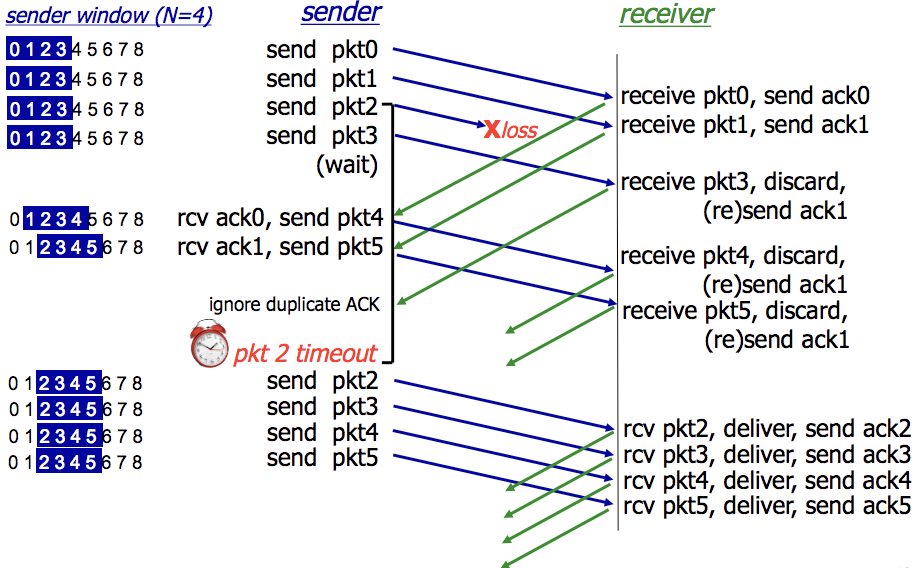 sender window (N=4) sender receiver
0 1 2 3 4 5 6 7 8 send pkt0
0 1 2 3 4 5 6 7 8 send pkt1
0 1 2 3 4 5 6 7 8 send pkt2
0 1 2 3 4 5 6 7 8 send pkt3
(wait)
X loss
receive pkt0, send ack0
receive pkt1, send ack1
receive pkt3, discard,
(re)send ack1
0 1 2 3 4 5 6 7 8 rcv ack0, send pkt4
0 1 2 3 4 5 6 7 8 rcv ack1, send pkt5
receive pkt4, discard,
(re)send ack1
receive pkt5, discard,
(re)send ack1
ignore duplicate ACK
pkt 2 timeout
0 1 2 3 4 5 6 7 8 send pkt2
0 1 2 3 4 5 6 7 8 send pkt3
0 1 2 3 4 5 6 7 8 send pkt4
0 1 2 3 4 5 6 7 8 send pkt5
rcv pkt2, deliver, send ack2
rcv pkt3, deliver, send ack3
rcv pkt4, deliver, send ack4
rcv pkt5, deliver, send ack5